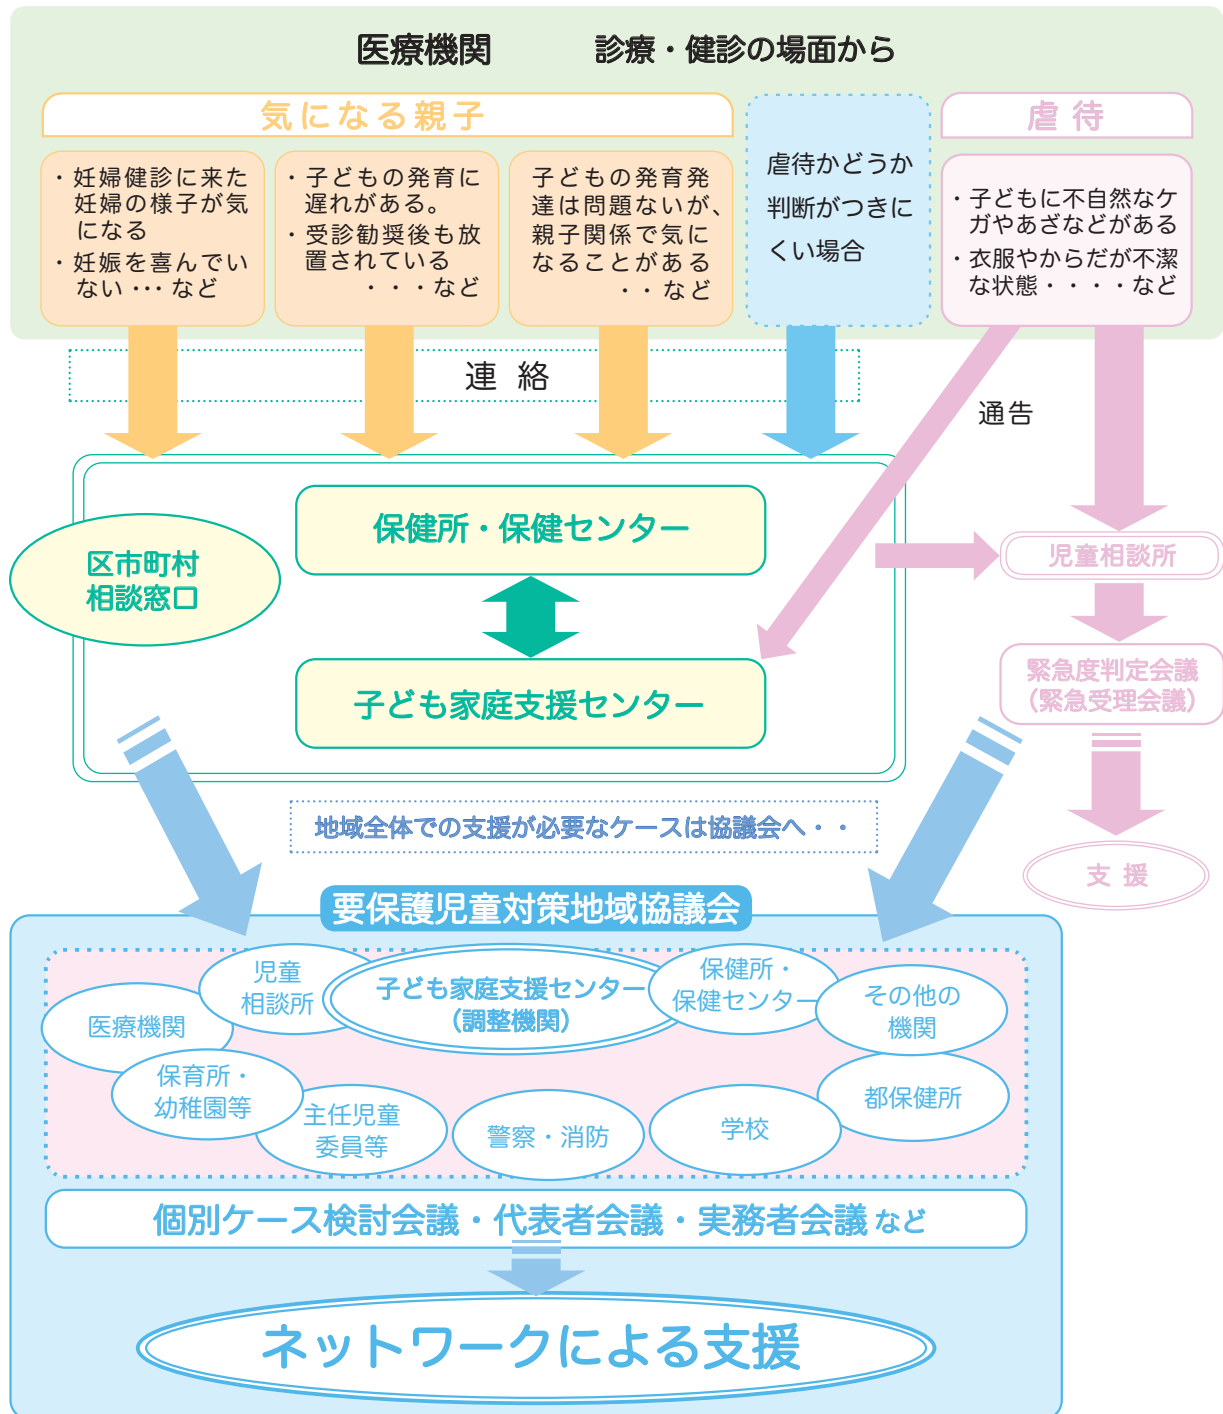 医療機関　診療・健診の場面から
気になる親子
・妊婦健診に来た
妊婦の様子が気
になる
・妊娠を喜んでい
ない・・・など
・子どもの発育に
遅れがある。
・受診勧奨後も放
置されている
・・・など
子どもの発育発
達は問題ないが、
親子関係で気に
なることがある
・・など
虐待かどうか
判断がつきに
くい場合
虐待
・子どもに不自然なケ
ガやあざなどがある
・衣服やからだが不潔
な状態・・・・など
連絡
通告
保健所・保健センター
区市町村
相談窓口
子ども家庭支援センター
児童相談所
緊急度判定会議
（緊急受理会議）
支援
地域全体での支援が必要なケースは協議会へ・・
要保護児童対策地域協議会
医療機関
児童
相談所
子ども家庭支援センター
（調整機関）
保健所・
保健センター
その他の
機関
保育所・
幼稚園等
主任児童
委員等
警察・消防
学校
都保健所
個別ケース検討会議・代表者会議・実務者会議など
ネットワークによる支援